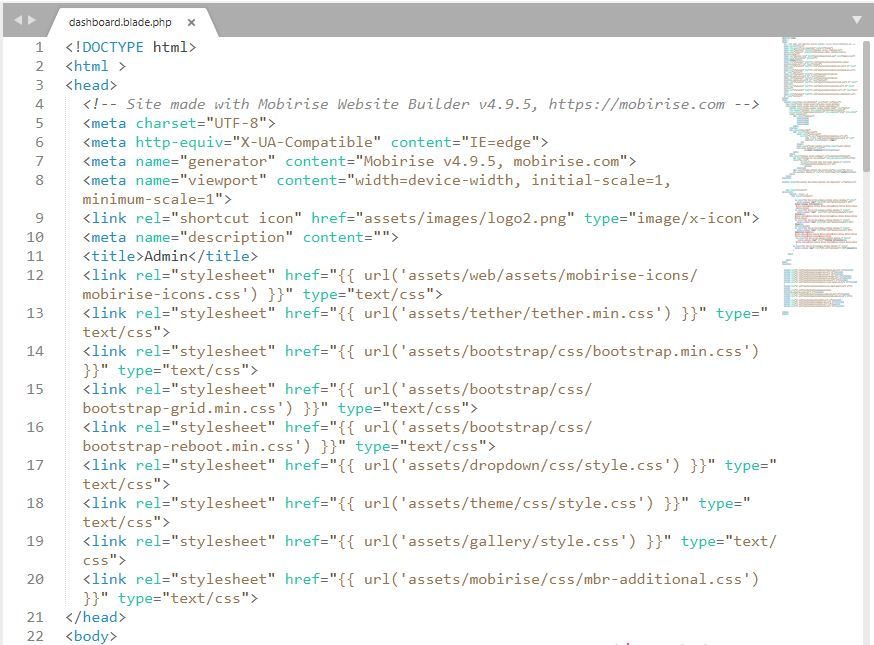 dashboard.blade.php ×
1 <!DOCTYPE html>
2 <html >
3 <head>
4 <!-- Site made with Mobirise Website Builder v4.9.5, https://mobirise.com -->
5 <meta charset="UTF-8">
6 <meta http-equiv="X-UA-Compatible" content="IE=edge">
7 <meta name="generator" content="Mobirise v4.9.5, mobirise.com">
8 <meta name="viewport" content="width=device-width, initial-scale=1,
minimum-scale=1">
9 <link rel="shortcut icon" href="assets/images/logo2.png" type="image/x-icon">
10 <meta name="description" content="">
11 <title>Admin</title>
12 <link rel="stylesheet" href="{{ url('assets/web/assets/mobirise-icons/
mobirise-icons.css') }}" type="text/css">
13 <link rel="stylesheet" href="{{ url('assets/tether/tether.min.css') }}" type="
text/css">
14 <link rel="stylesheet" href="{{ url('assets/bootstrap/css/bootstrap.min.css')
}}" type="text/css">
15 <link rel="stylesheet" href="{{ url('assets/bootstrap/css/
bootstrap-grid.min.css') }}" type="text/css">
16 <link rel="stylesheet" href="{{ url('assets/bootstrap/css/
bootstrap-reboot.min.css') }}" type="text/css">
17 <link rel="stylesheet" href="{{ url('assets/dropdown/css/style.css') }}" type="
text/css">
18 <link rel="stylesheet" href="{{ url('assets/theme/css/style.css') }}" type="
text/css">
19 <link rel="stylesheet" href="{{ url('assets/gallery/style.css') }}" type="text/
css">
20 <link rel="stylesheet" href="{{ url('assets/mobirise/css/mbr-additional.css')
}}" type="text/css">
21 </head>
22 <body>